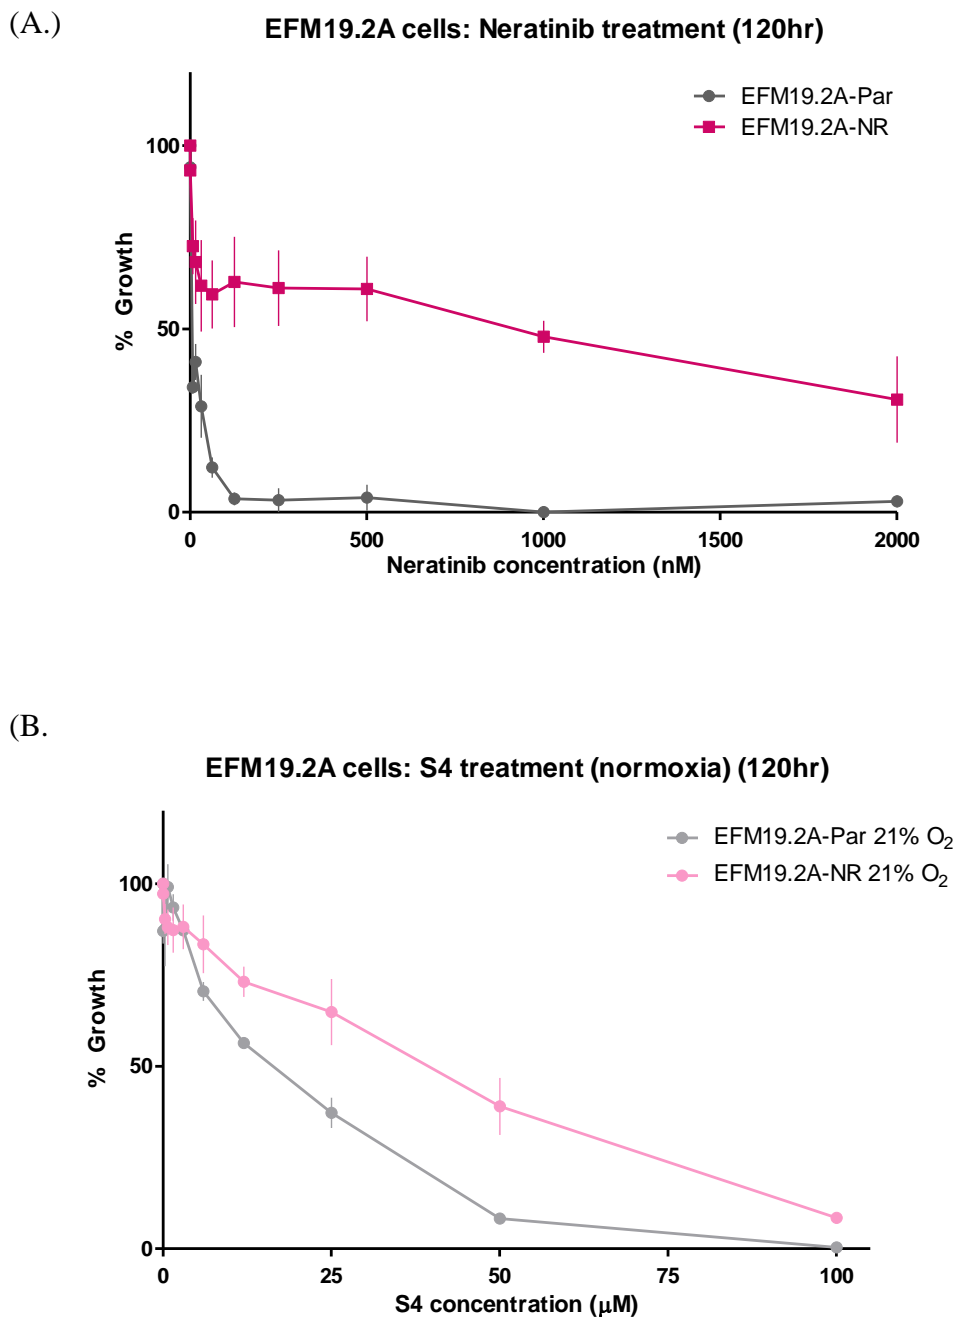 (A.)
EFM19.2A cells: Neratinib treatment (120hr)
EFM19.2A-Par
EFM19.2A-NR
100
50
0
% Growth
0 500 1000 1500 2000
Neratinib concentration (nM)
(B.
EFM19.2A cells: S4 treatment (normoxia) (120hr)
EFM19.2A-Par 21% O2
EFM19.2A-NR 21% O2
100
50
0
% Growth
0 25 50 75 100
S4 concentration (μM)